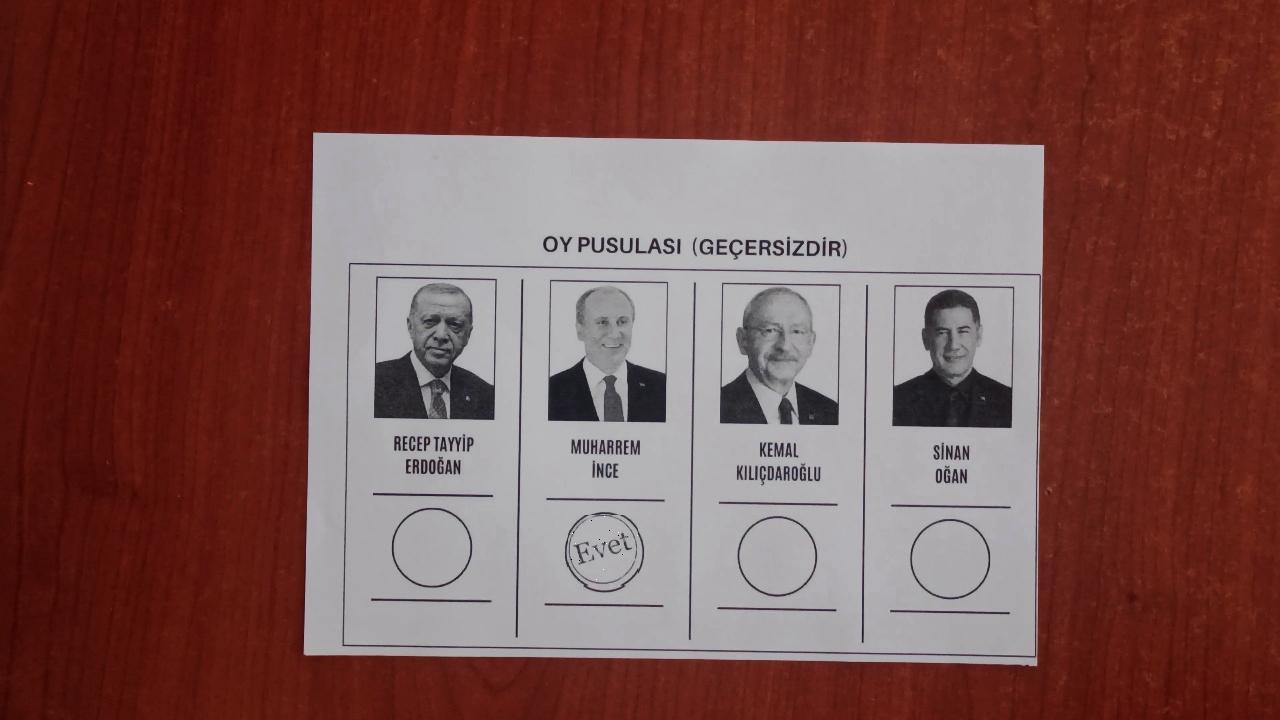 OY PUSULASI (GEÇERSİZDİR)
RECEP TAYYİP
ERDOĞAN
MUHARREM
İNCE
KEMAL
KILIÇDAROĞLU
SİNAN
OĞAN
Evet